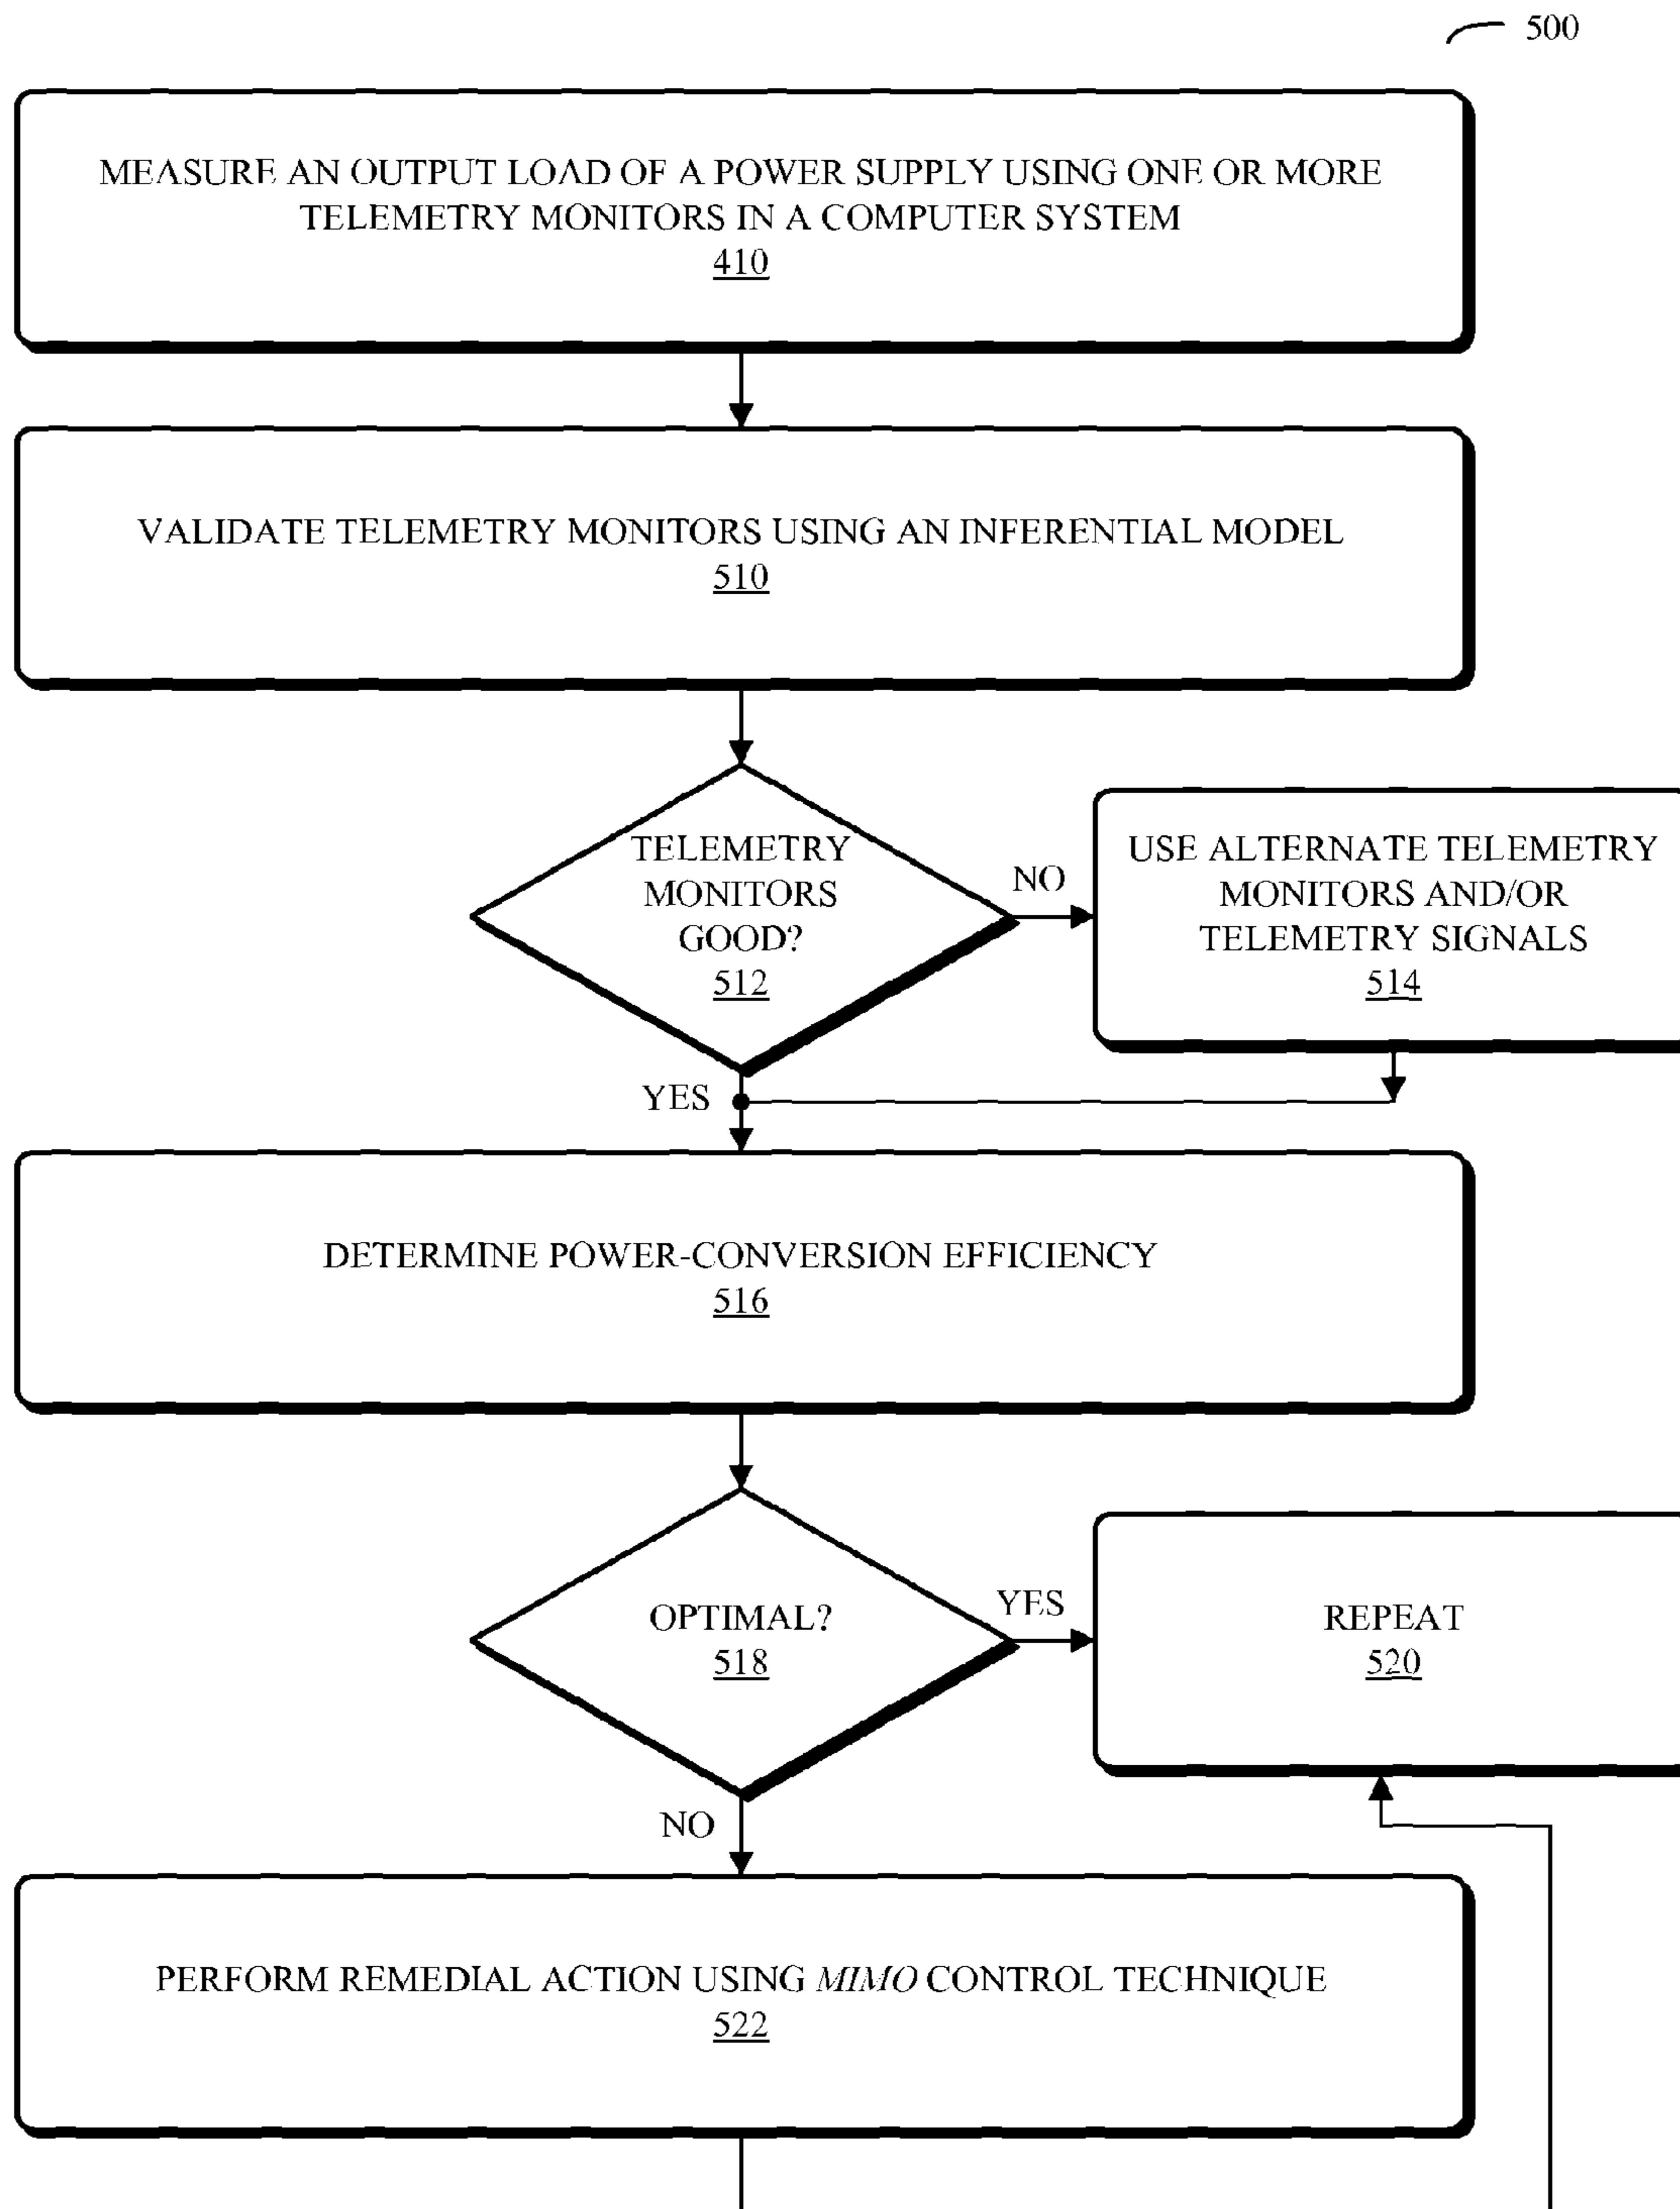 500
MEASURE AN OUTPUT LOAD OF A POWER SUPPLY USING ONE OR MORE
TELEMETRY MONITORS IN A COMPUTER SYSTEM
410
VALIDATE TELEMETRY MONITORS USING AN INFERENTIAL MODEL
510
TELEMETRY
MONITORS
GOOD?
512
NO
USE ALTERNATE TELEMETRY
MONITORS AND/OR
TELEMETRY SIGNALS
514
YES
DETERMINE POWER-CONVERSION EFFICIENCY
516
OPTIMAL?
518
YES
REPEAT
520
NO
PERFORM REMEDIAL ACTION USING MIMO CONTROL TECHNIQUE
522